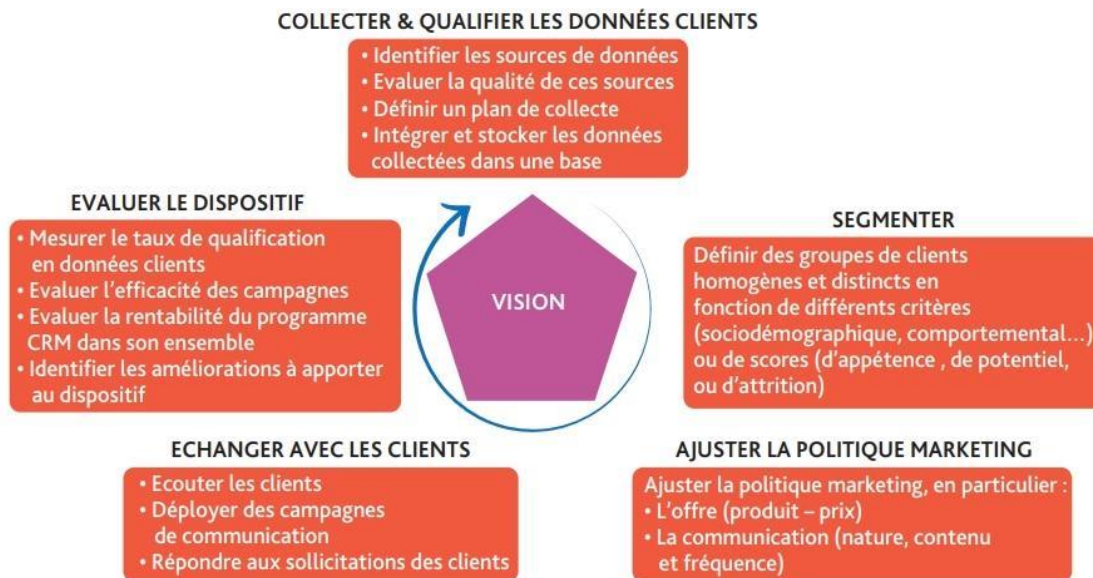 COLLECTER & QUALIFIER LES DONNÉES CLIENTS
• Identifier les sources de données
• Evaluer la qualité de ces sources
• Définir un plan de collecte
• Intégrer et stocker les données
collectées dans une base
EVALUER LE DISPOSITIF
• Mesurer le taux de qualification
en données clients
• Evaluer l'efficacité des campagnes
• Evaluer la rentabilité du programme
CRM dans son ensemble
• Identifier les améliorations à apporter
au dispositif
VISION
SEGMENTER
Définir des groupes de clients
homogènes et distincts en
fonction de différents critères
(sociodémographique, comportemental...)
ou de scores (d'appétence , de potentiel,
ou d'attrition)
ECHANGER AVEC LES CLIENTS
• Ecouter les clients
• Déployer des campagnes
de communication
• Répondre aux sollicitations des clients
AJUSTER LA POLITIQUE MARKETING
Ajuster la politique marketing, en particulier :
• L'offre (produit – prix)
• La communication (nature, contenu
et fréquence)